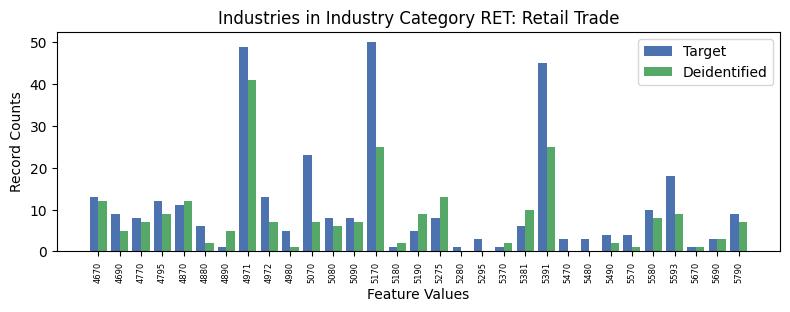 Industries in Industry Category RET: Retail Trade
Target
Deidentified
Record Counts
50
40
30
20
10
0
4670 4690 4770 4795 4870 4880 4890 4971 4972 4980 5070 5080 5090 5170 5180 5190 5275 5280 5295 5370 5381 5391 5470 5480 5490 5570 5580 5593 5670 5690 5790
Feature Values